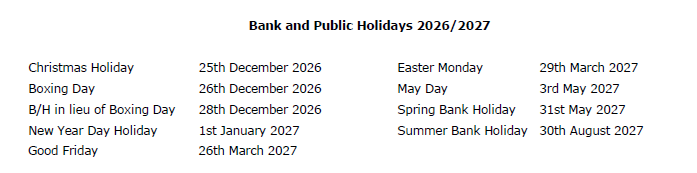 Bank and Public Holidays 2026/2027
Christmas Holiday 25th December 2026 Easter Monday 29th March 2027
Boxing Day 26th December 2026 May Day 3rd May 2027
B/H in lieu of Boxing Day 28th December 2026 Spring Bank Holiday 31st May 2027
New Year Day Holiday 1st January 2027 Summer Bank Holiday 30th August 2027
Good Friday 26th March 2027